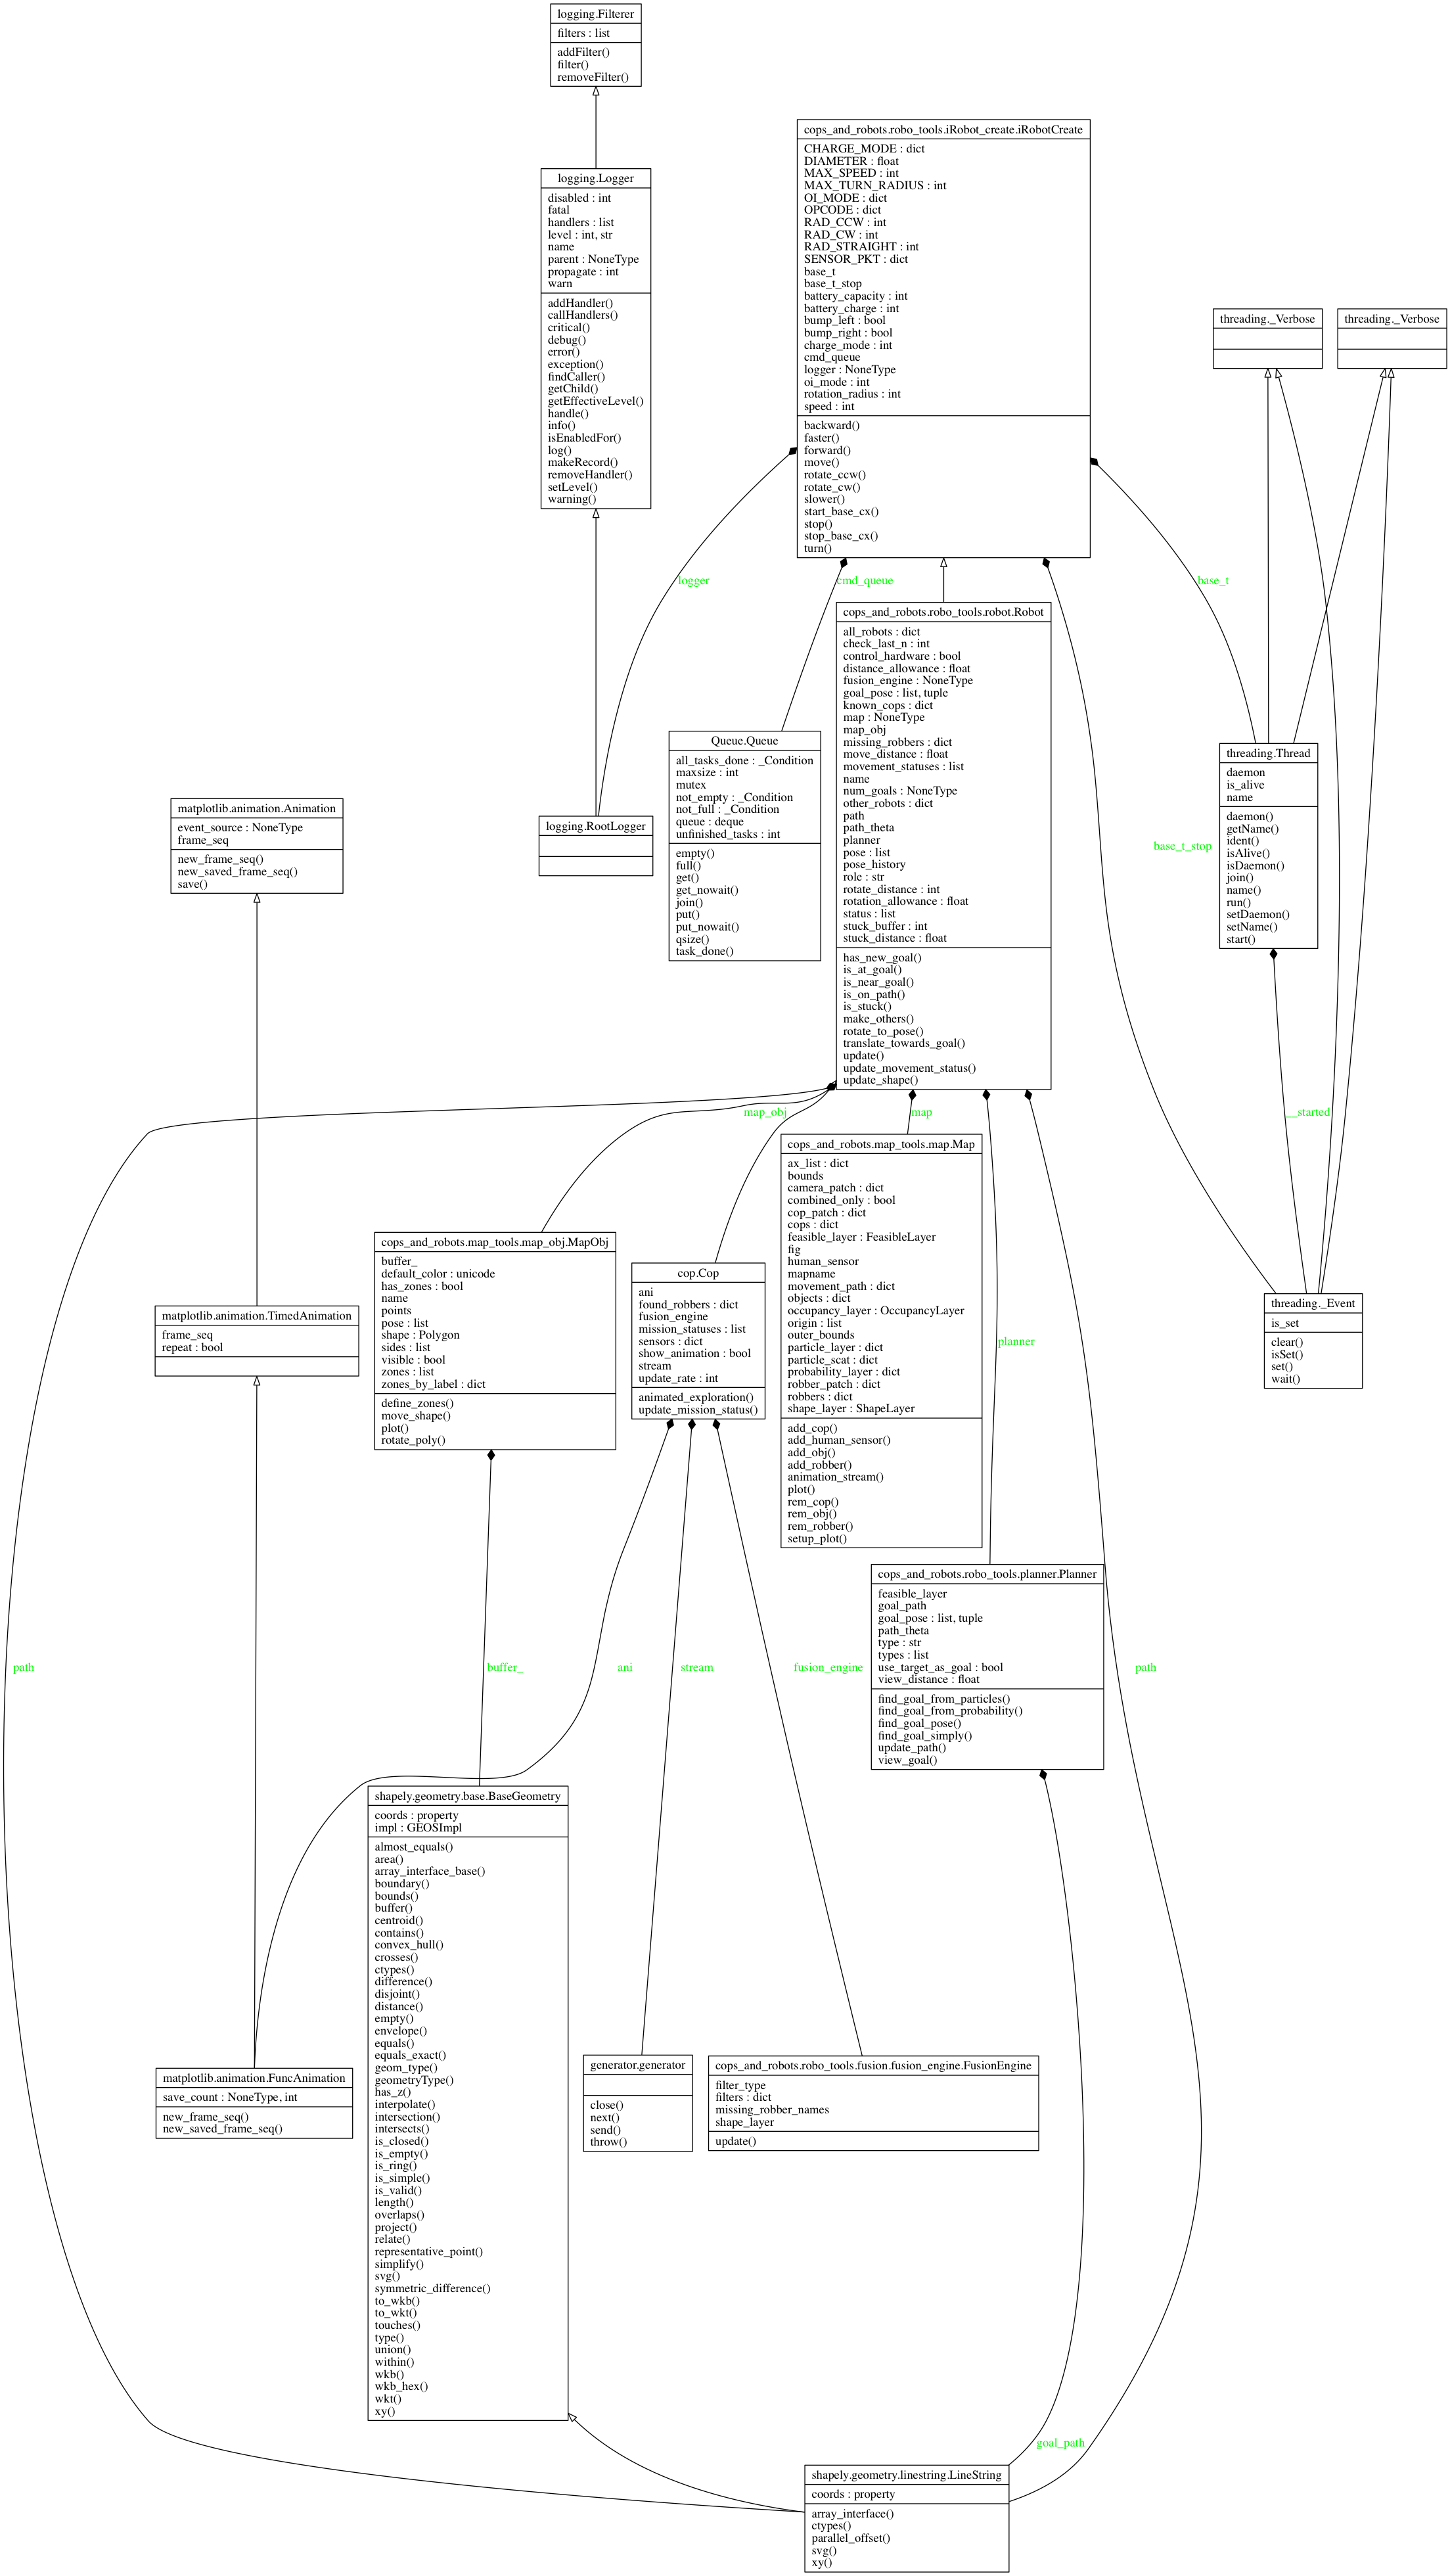 logging.Filterer
filters : list
addFilter()
filter()
removeFilter()
cops_and_robots.robo_tools.iRobot_create.iRobotCreate
CHARGE_MODE : dict
DIAMETER : float
MAX_SPEED : int
MAX_TURN_RADIUS : int
OI_MODE : dict
OPCODE : dict
RAD_CCW : int
RAD_CW : int
RAD_STRAIGHT : int
SENSOR_PKT : dict
base_t
base_t_stop
battery_capacity : int
battery_charge : int
bump_left : bool
bump_right : bool
charge_mode : int
cmd_queue
logger : NoneType
oi_mode : int
rotation_radius : int
speed : int
backward()
faster()
forward()
move()
rotate_ccw()
rotate_cw()
slower()
start_base_cx()
stop()
stop_base_cx()
turn()
logging.Logger
disabled : int
fatal
handlers : list
level : int, str
name
parent : NoneType
propagate : int
warn
addHandler()
callHandlers()
critical()
debug()
error()
exception()
findCaller()
getChild()
getEffectiveLevel()
handle()
info()
isEnabledFor()
log()
makeRecord()
removeHandler()
setLevel()
warning()
threading._Verbose
threading._Verbose
logger
cmd_queue
base_t
cops_and_robots.robo_tools.robot.Robot
all_robots : dict
check_last_n : int
control_hardware : bool
distance_allowance : float
fusion_engine : NoneType
goal_pose : list, tuple
known_cops : dict
map : NoneType
map_obj
missing_robbers : dict
move_distance : float
movement_statuses : list
name
num_goals : NoneType
other_robots : dict
path
path_theta
planner
pose : list
pose_history
role : str
rotate_distance : int
rotation_allowance : float
status : list
stuck_buffer : int
stuck_distance : float
has_new_goal()
is_at_goal()
is_near_goal()
is_on_path()
is_stuck()
make_others()
rotate_to_pose()
translate_towards_goal()
update()
update_movement_status()
update_shape()
Queue.Queue
all_tasks_done : _Condition
maxsize : int
mutex
not_empty : _Condition
not_full : _Condition
queue : deque
unfinished_tasks : int
empty()
full()
get()
get_nowait()
join()
put()
put_nowait()
qsize()
task_done()
threading.Thread
daemon
is_alive
name
daemon()
getName()
ident()
isAlive()
isDaemon()
join()
name()
run()
setDaemon()
setName()
start()
matplotlib.animation.Animation
event_source : NoneType
frame_seq
new_frame_seq()
new_saved_frame_seq()
save()
logging.RootLogger
base_t_stop
map_obj
map
__started
cops_and_robots.map_tools.map.Map
ax_list : dict
bounds
camera_patch : dict
combined_only : bool
cop_patch : dict
cops : dict
feasible_layer : FeasibleLayer
fig
human_sensor
mapname
movement_path : dict
objects : dict
occupancy_layer : OccupancyLayer
origin : list
outer_bounds
particle_layer : dict
particle_scat : dict
probability_layer : dict
robber_patch : dict
robbers : dict
shape_layer : ShapeLayer
add_cop()
add_human_sensor()
add_obj()
add_robber()
animation_stream()
plot()
rem_cop()
rem_obj()
rem_robber()
setup_plot()
cops_and_robots.map_tools.map_obj.MapObj
buffer_
default_color : unicode
has_zones : bool
name
points
pose : list
shape : Polygon
sides : list
visible : bool
zones : list
zones_by_label : dict
define_zones()
move_shape()
plot()
rotate_poly()
cop.Cop
ani
found_robbers : dict
fusion_engine
mission_statuses : list
sensors : dict
show_animation : bool
stream
update_rate : int
animated_exploration()
update_mission_status()
threading._Event
is_set
clear()
isSet()
set()
wait()
matplotlib.animation.TimedAnimation
frame_seq
repeat : bool
planner
cops_and_robots.robo_tools.planner.Planner
feasible_layer
goal_path
goal_pose : list, tuple
path_theta
type : str
types : list
use_target_as_goal : bool
view_distance : float
find_goal_from_particles()
find_goal_from_probability()
find_goal_pose()
find_goal_simply()
update_path()
view_goal()
path
buffer_
ani
stream
fusion_engine
path
shapely.geometry.base.BaseGeometry
coords : property
impl : GEOSImpl
almost_equals()
area()
array_interface_base()
boundary()
bounds()
buffer()
centroid()
contains()
convex_hull()
crosses()
ctypes()
difference()
disjoint()
distance()
empty()
envelope()
equals()
equals_exact()
geom_type()
geometryType()
has_z()
interpolate()
intersection()
intersects()
is_closed()
is_empty()
is_ring()
is_simple()
is_valid()
length()
overlaps()
project()
relate()
representative_point()
simplify()
svg()
symmetric_difference()
to_wkb()
to_wkt()
touches()
type()
union()
within()
wkb()
wkb_hex()
wkt()
xy()
matplotlib.animation.FuncAnimation
save_count : NoneType, int
new_frame_seq()
new_saved_frame_seq()
generator.generator
close()
next()
send()
throw()
cops_and_robots.robo_tools.fusion.fusion_engine.FusionEngine
filter_type
filters : dict
missing_robber_names
shape_layer
update()
goal_path
shapely.geometry.linestring.LineString
coords : property
array_interface()
ctypes()
parallel_offset()
svg()
xy()